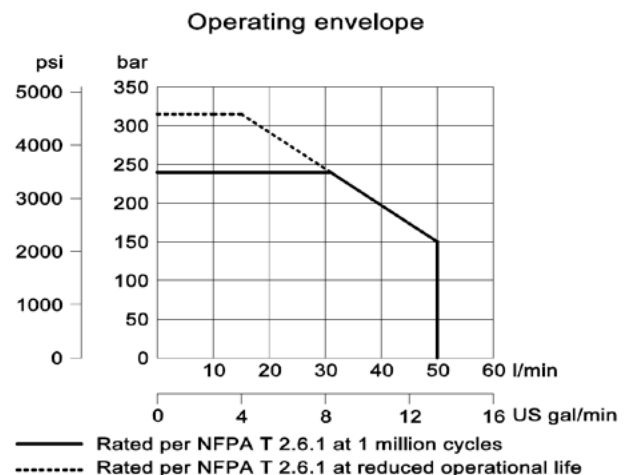 Operating envelope
psi bar
5000 350
4000 300
3000 250
2000 200
1000 150
0 100
50
0
10 20 30 40 50 60 l/min
0 4 8 12 16 US gal/min
Rated per NFPA T 2.6.1 at 1 million cycles
Rated per NFPA T 2.6.1 at reduced operational life